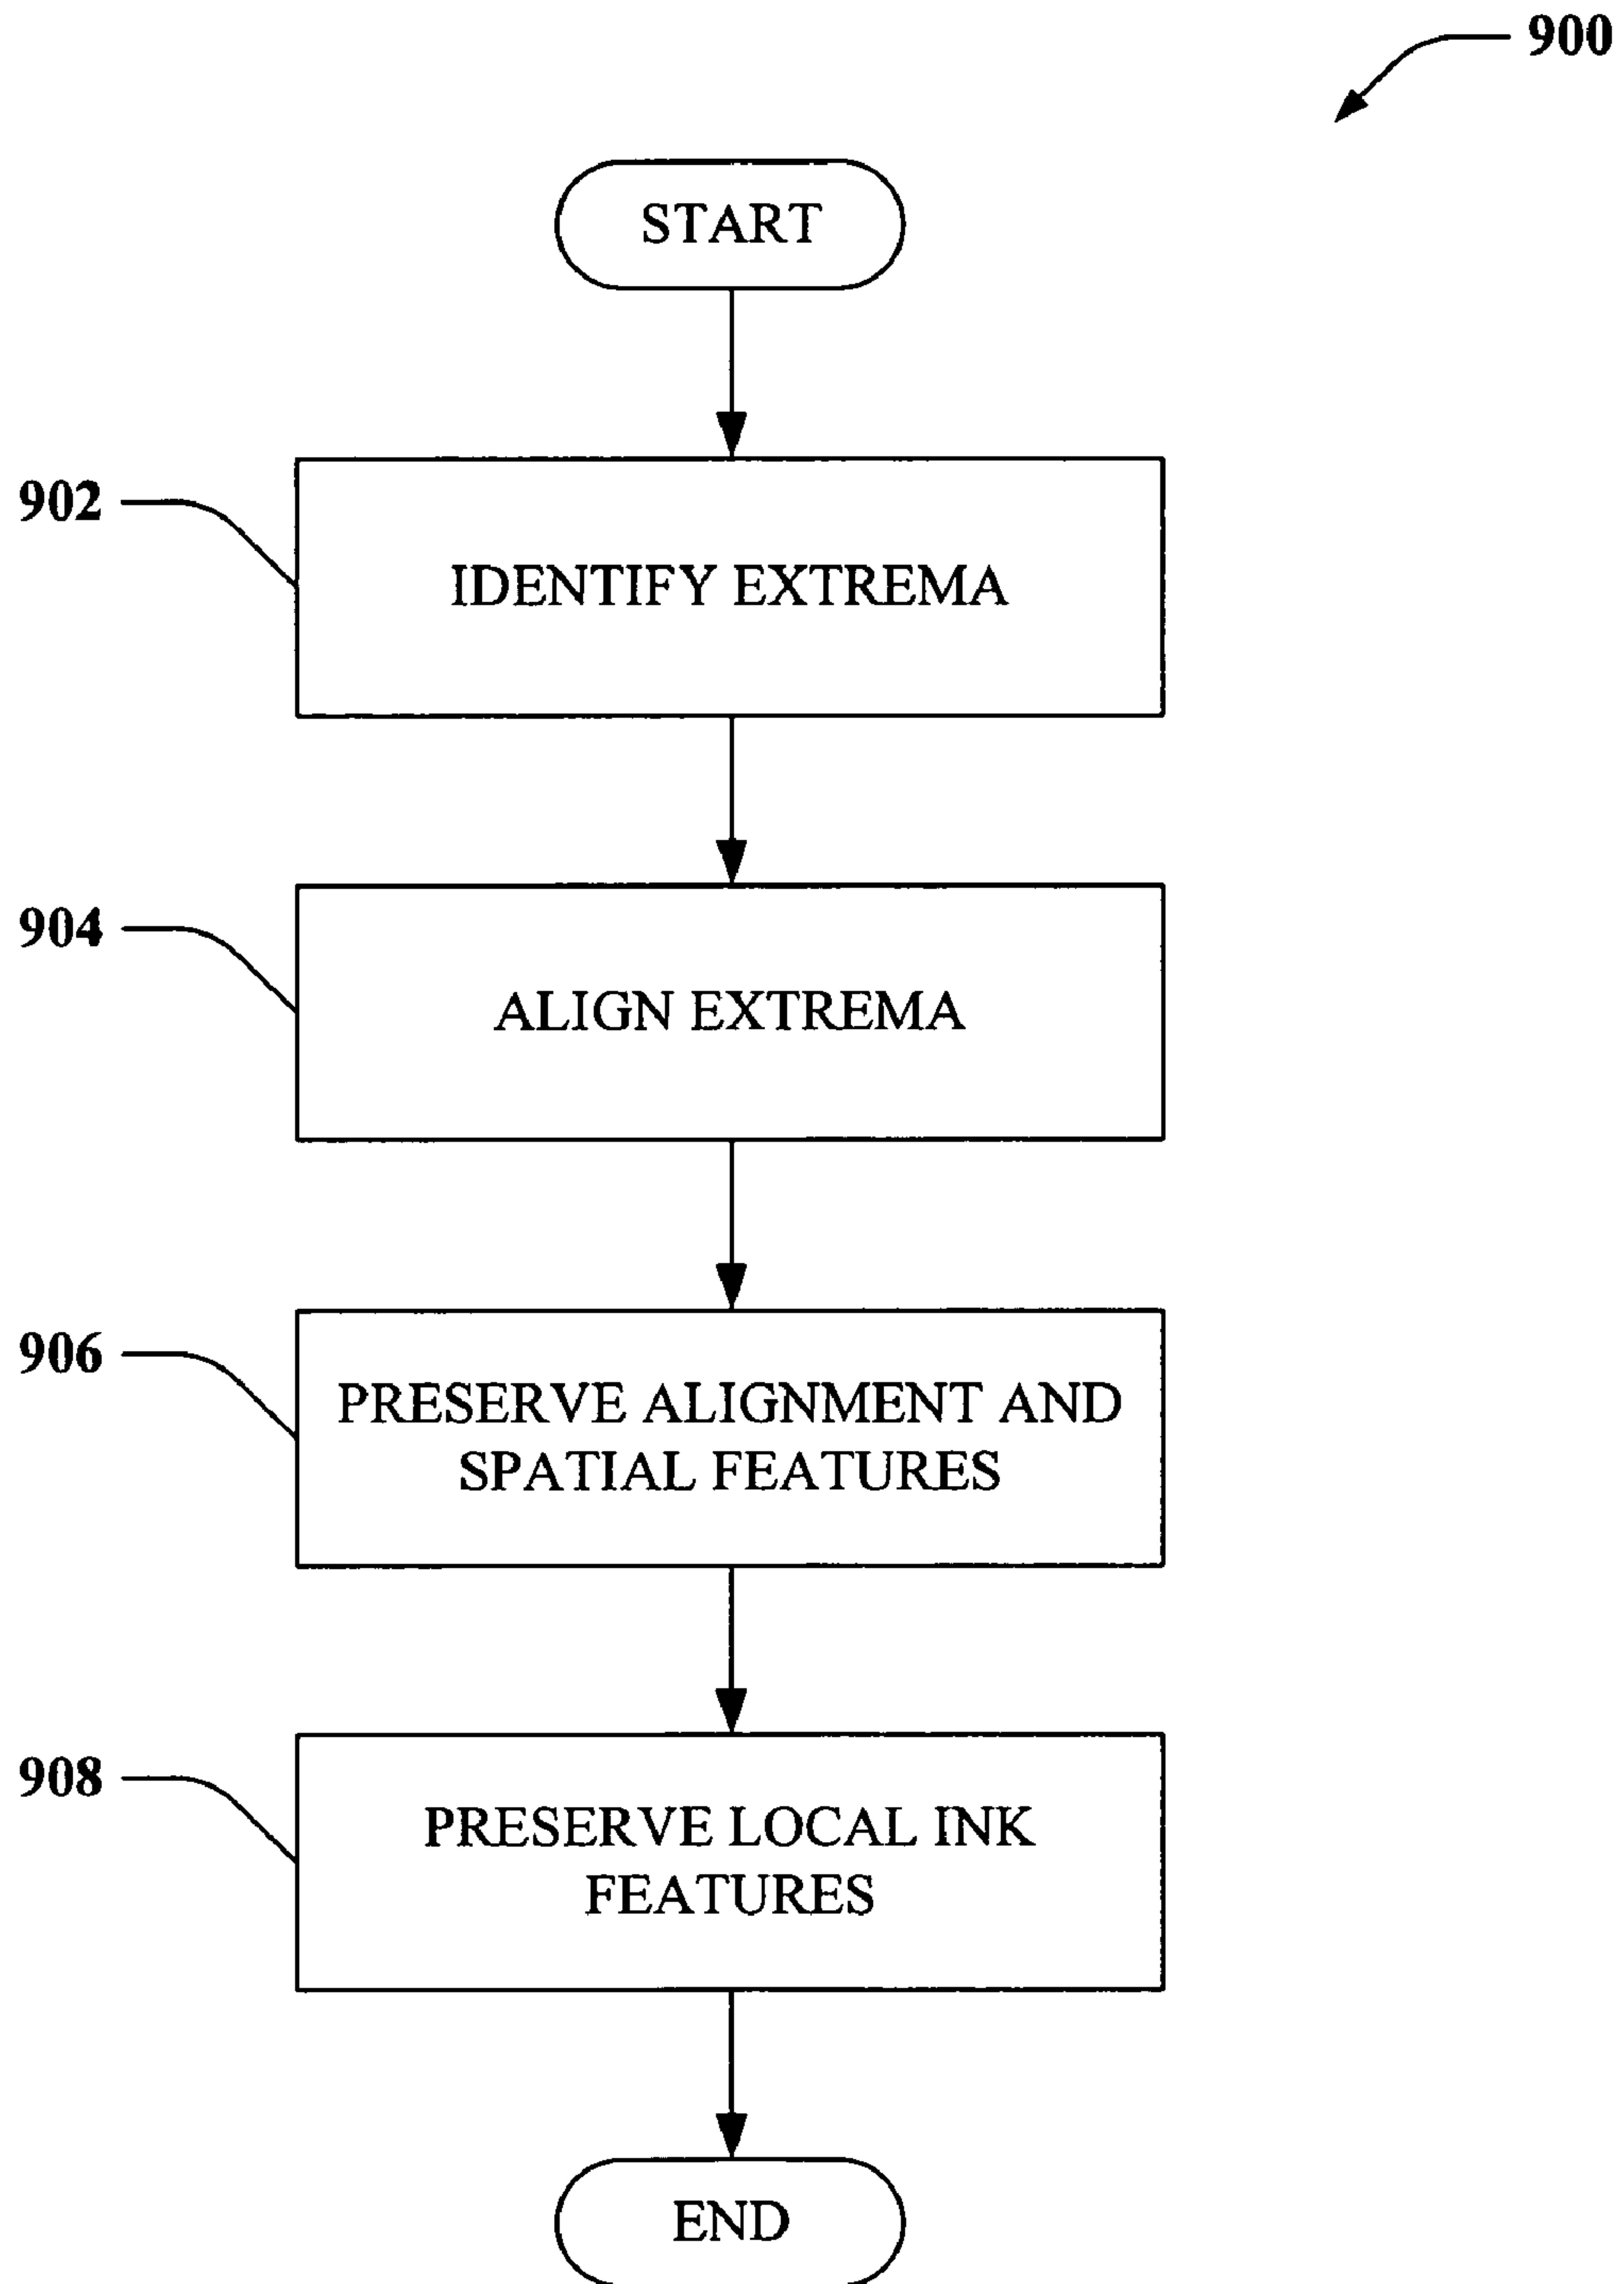 900
START
902
IDENTIFY EXTREMA
904
ALIGN EXTREMA
906
PRESERVE ALIGNMENT AND
SPATIAL FEATURES
908
PRESERVE LOCAL INK
FEATURES
END